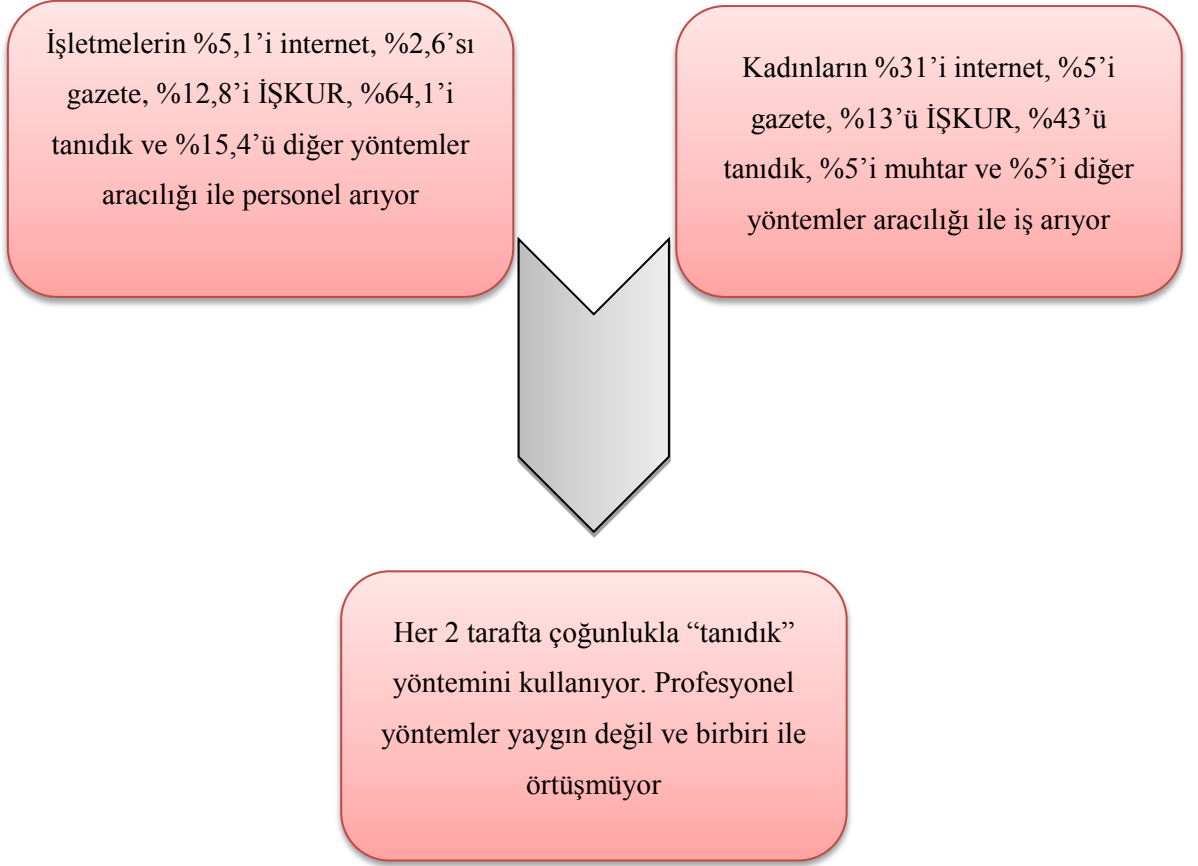 İşletmelerin %5,1’i internet, %2,6’sı
gazete, %12,8’i İŞKUR, %64,1’i
tanıdık ve %15,4’ü diğer yöntemler
aracılığı ile personel arıyor
Kadınların %31’i internet, %5’i
gazete, %13’ü İŞKUR, %43’ü
tanıdık, %5’i muhtar ve %5’i diğer
yöntemler aracılığı ile iş arıyor
Her 2 tarafta çoğunlukla “tanıdık”
yöntemini kullanıyor. Profesyonel
yöntemler yaygın değil ve birbiri ile
örtüşmüyor